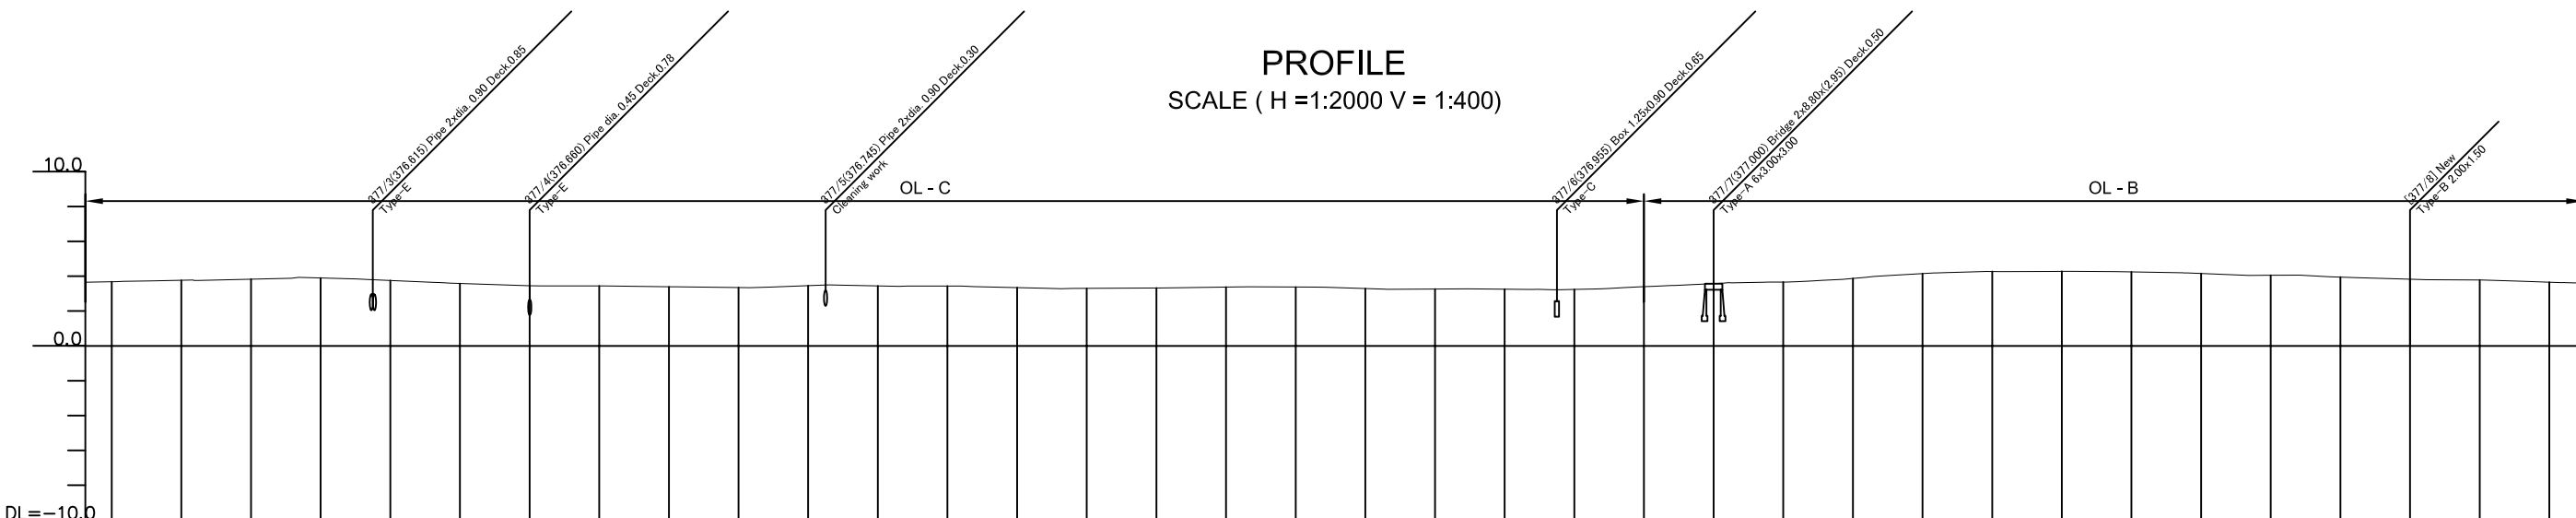 PROFILE
SCALE ( H =1:2000 V = 1:400)
377/3(376.615) Pipe 2xdia. 0.90 Deck.0.85
Type-E
377/4(376.660) Pipe dia. 0.45 Deck.0.78
Type-E
377/5(376.745) Pipe 2xdia. 0.90 Deck.0.30
Cleaning work
377/6(376.955) Box 1.25x0.90 Deck.0.65
Type-C
377/7(377.000) Bridge 2x8.80x(2.95) Deck.0.50
Type-A 6x3.00x3.00
[377/8] New
Type-B 2.00x1.50
10.0
OL - C
OL - B
0.0
DL=-10.0